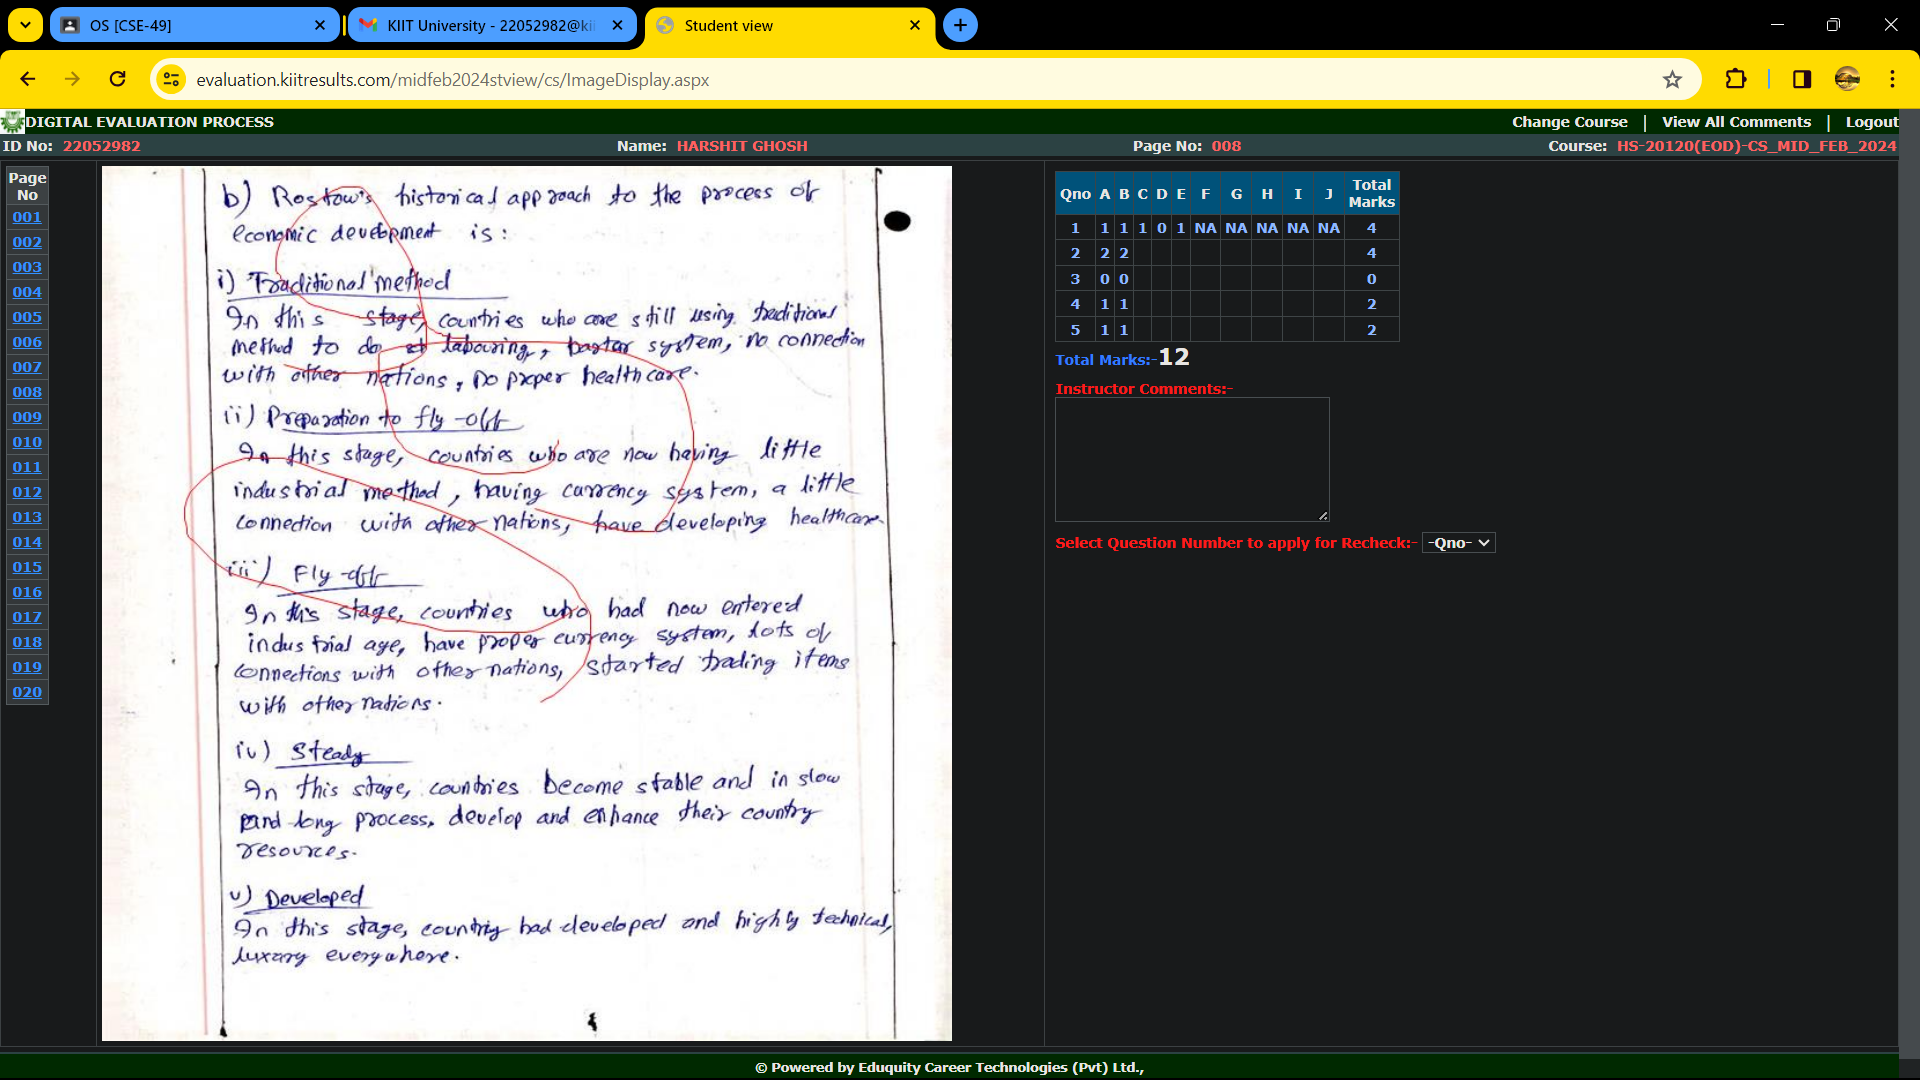 OS [CSE-49]
KIIT University - 22052982@kii
Student view
evaluation.kiitresults.com/midfeb2024stview/cs/ImageDisplay.aspx
DIGITAL EVALUATION PROCESS
Change Course | View All Comments | Logout
ID No: 22052982
Name: HARSHIT GHOSH
Page No: 008
Course: HS-20120(EOD)-CS_MID_FEB_2024
Page
No
001
002
003
004
005
006
007
008
009
010
011
012
013
014
015
016
017
018
019
020
b) Rostow's historical approach to the process of
economic development is:
i) Traditional method
In this stage, countries who are still using traditional
method to do labouring, barter system, no connection
with other nations, no proper healthcare.
ii) Preparation to fly-off
In this stage, countries who are now having little
industrial method, having currency system, a little
connection with other nations, have developing healthcare.
iii) Fly-off
In this stage, countries who had now entered
industrial age, have proper currency system, lots of
connections with other nations, started trading items
with other nations.
iv) Steady
In this stage, countries become stable and in slow
and long process, develop and enhance their country
resources.
v) Developed
In this stage, country had developed and highly technical,
luxary everywhere.
Qno A B C D E F G H I J Total Marks
1 1 1 1 0 1 NA NA NA NA NA 4
2 2 2 4
3 0 0 0
4 1 1 2
5 1 1 2
Total Marks:-12
Instructor Comments:-
Select Question Number to apply for Recheck:- -Qno-
© Powered by Eduquity Career Technologies (Pvt) Ltd.,